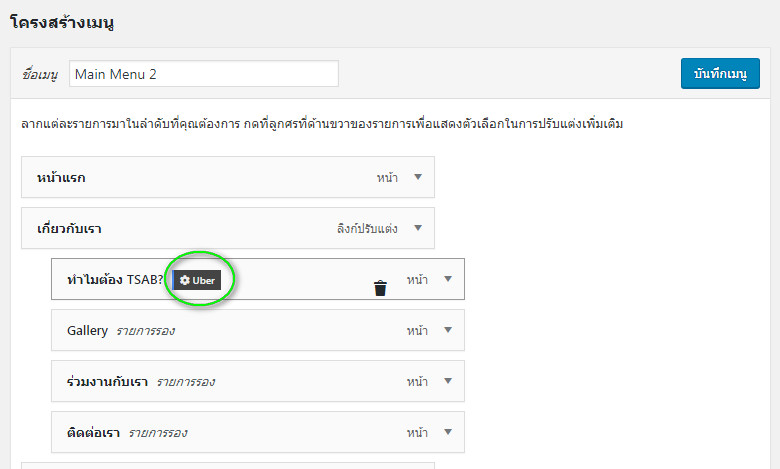 โครงสร้างเมนู
ชื่อเมนู Main Menu 2 บันทึกเมนู
ลากแต่ละรายการมาในลำดับที่คุณต้องการ กดที่ลูกศรที่ด้านขวาของรายการเพื่อแสดงตัวเลือกในการปรับแต่งเพิ่มเติม
หน้าแรก หน้า
เกี่ยวกับเรา ลิงก์ปรับแต่ง
ทำไมต้อง TSAB? Uber หน้า
Gallery รายการรอง หน้า
ร่วมงานกับเรา รายการรอง หน้า
ติดต่อเรา รายการรอง หน้า